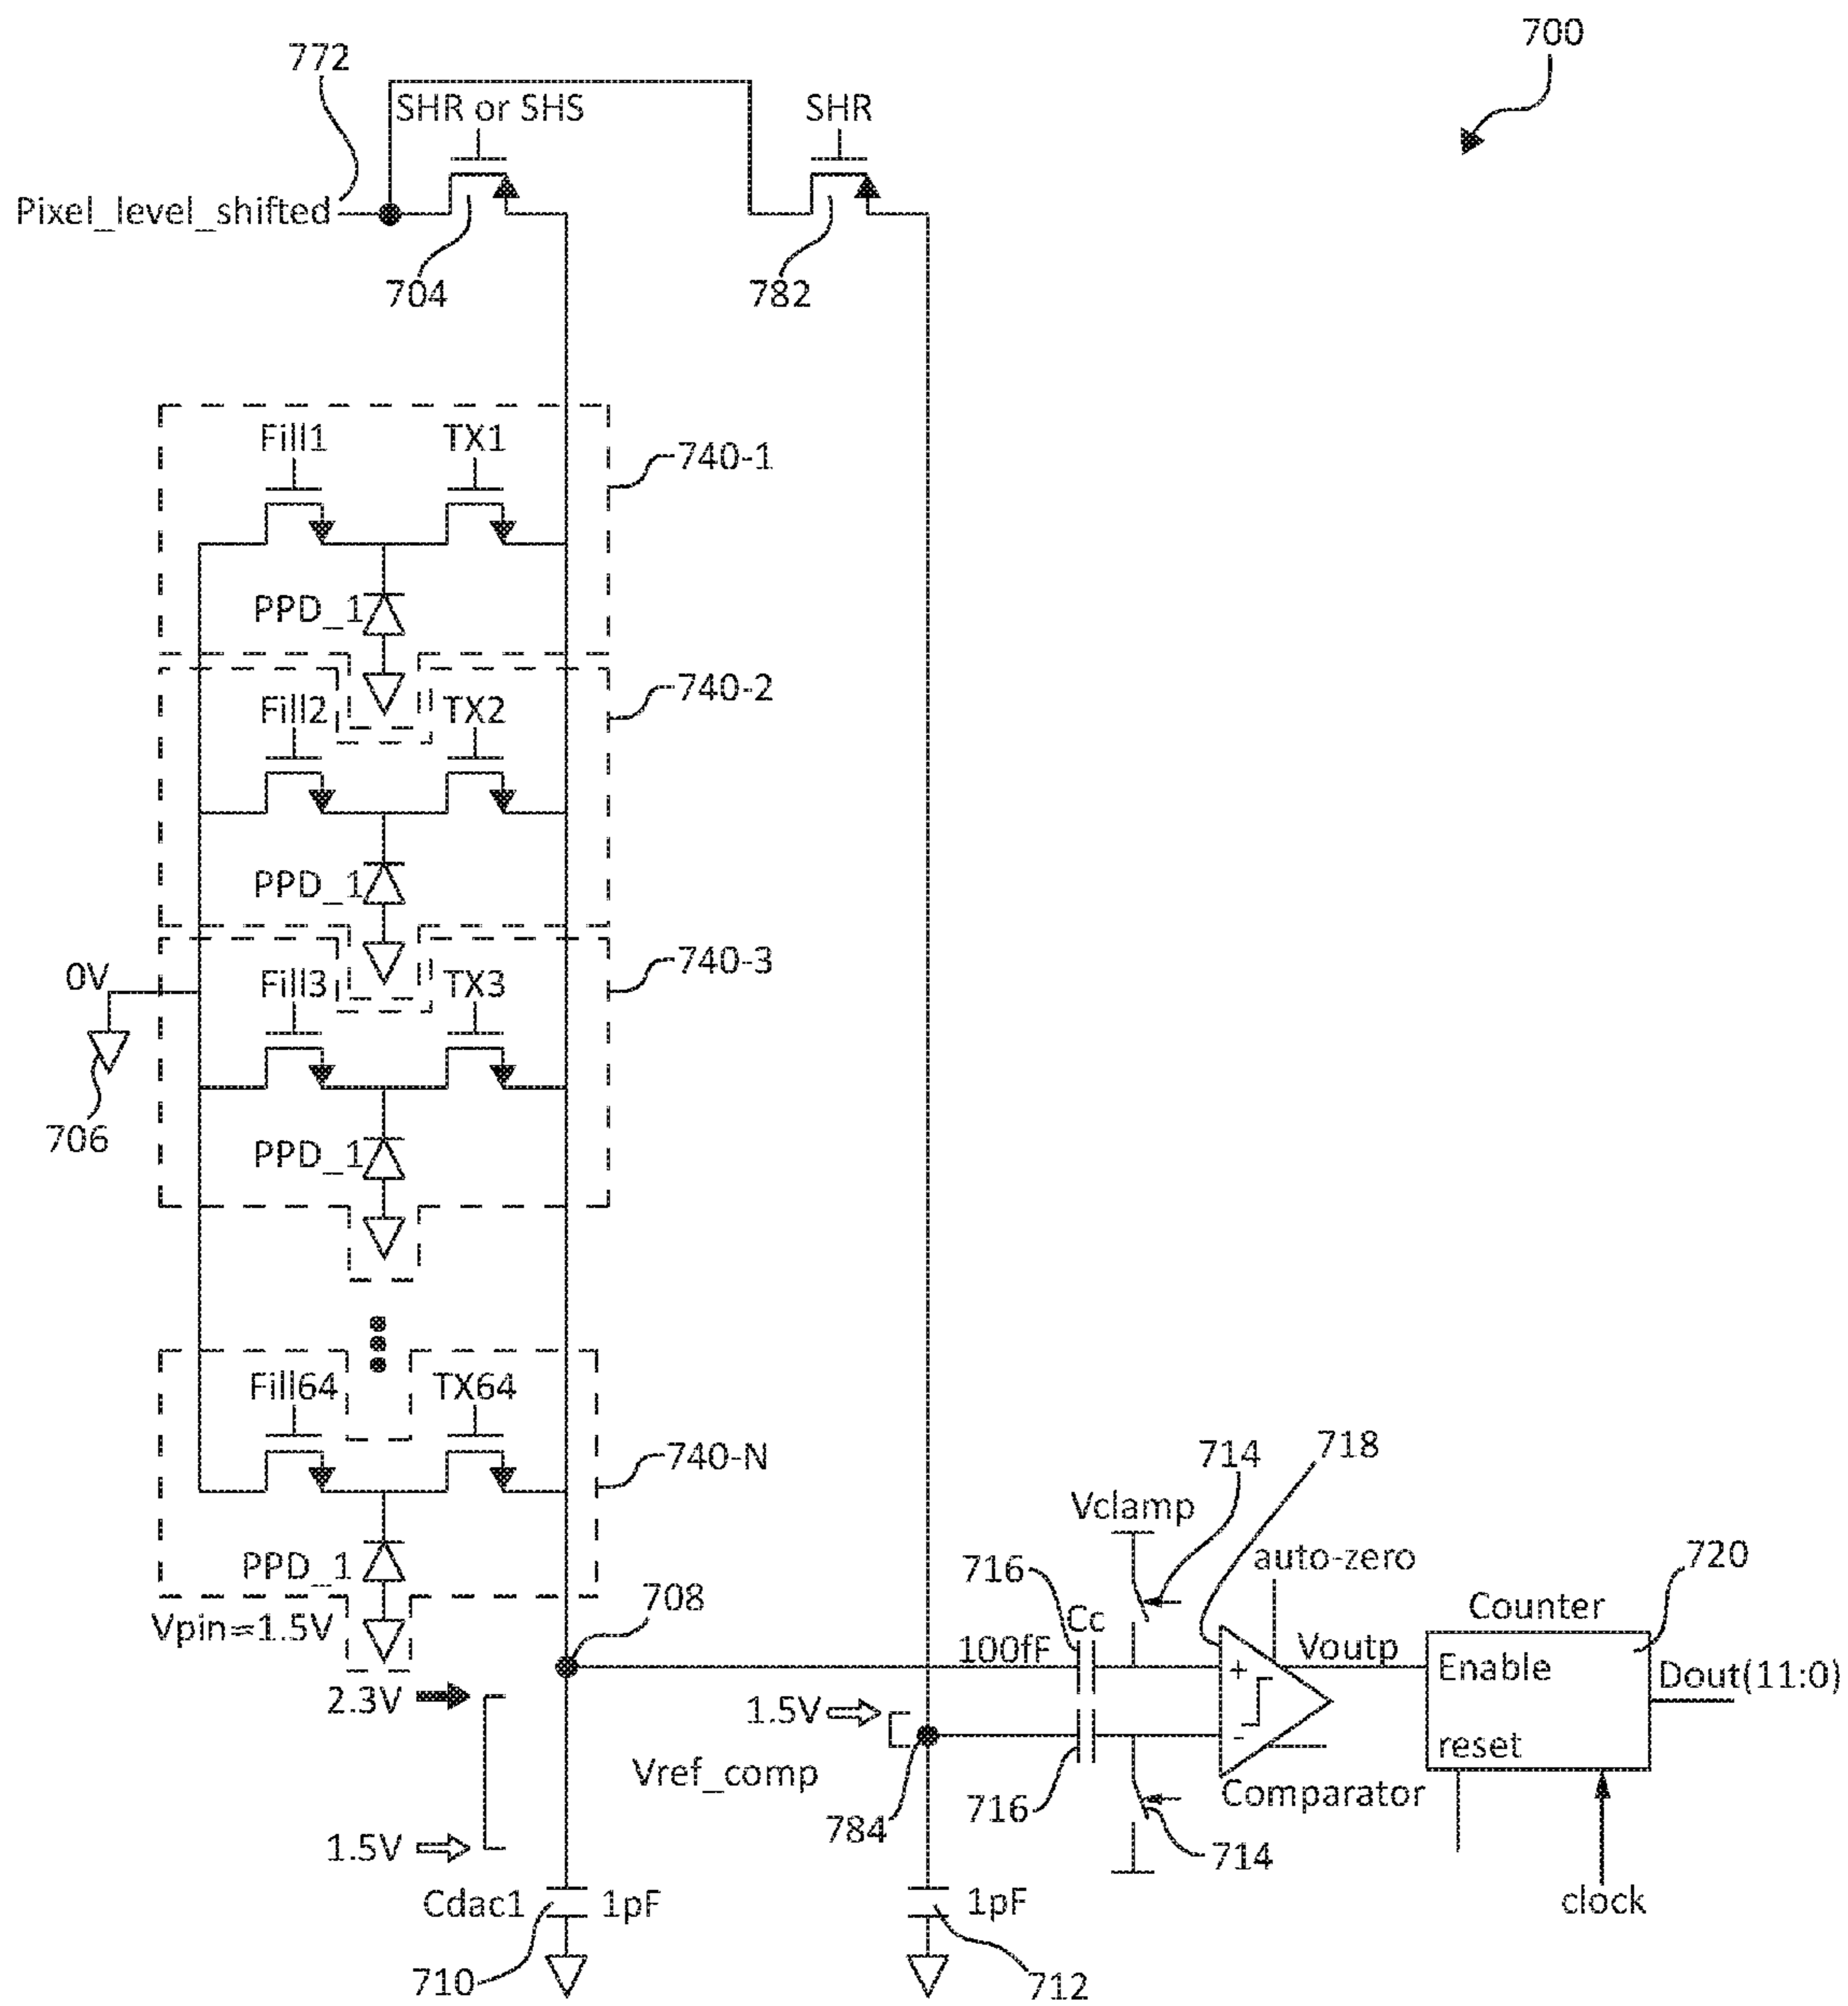 700
772
SHR or SHS
SHR
Pixel_level_shifted
704
782
Fill1
TX1
740-1
PPD_1
740-2
Fill2
TX2
PPD_1
740-3
0V
Fill3
TX3
706
PPD_1
Fill64
TX64
740-N
714
718
Vclamp
PPD_1
708
716
auto-zero
720
Vpin=1.5V
Cc
Counter
100fF
+
Voutp
Enable
Dout(11:0)
2.3V
1.5V
-
reset
Vref_comp
716
Comparator
784
714
1.5V
Cdac1
1pF
1pF
clock
710
712